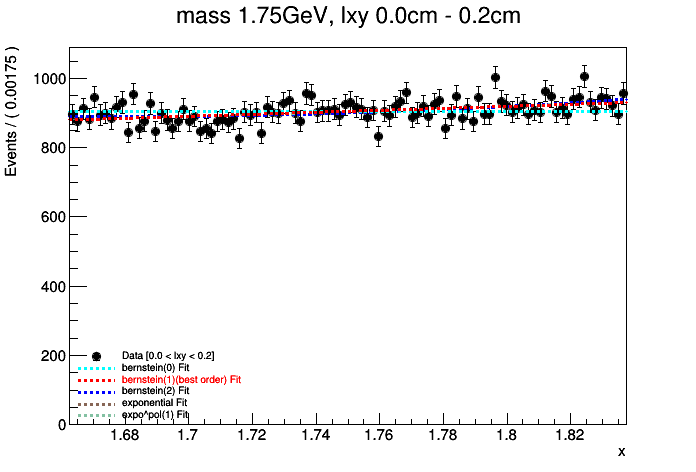 mass 1.75GeV, lxy 0.0cm - 0.2cm
Events / ( 0.00175 )
1000
800
600
400
200
0
Data [0.0 < lxy < 0.2]
bernstein(0) Fit
bernstein(1)(best order) Fit
bernstein(2) Fit
exponential Fit
expo^pol(1) Fit
1.68 1.7 1.72 1.74 1.76 1.78 1.8 1.82
x